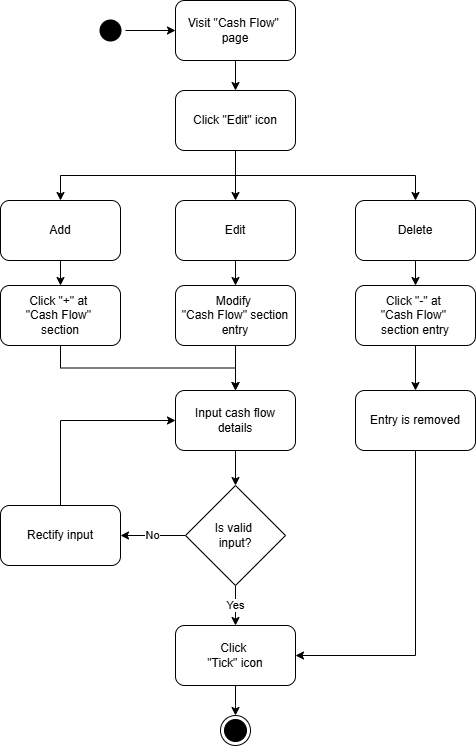 Visit "Cash Flow"
page
Click "Edit" icon
Add
Edit
Delete
Click "+" at
"Cash Flow"
section
Modify
"Cash Flow" section
entry
Click "-" at
"Cash Flow"
section entry
Input cash flow
details
Entry is removed
Rectify input
No
Is valid
input?
Yes
Click
"Tick" icon